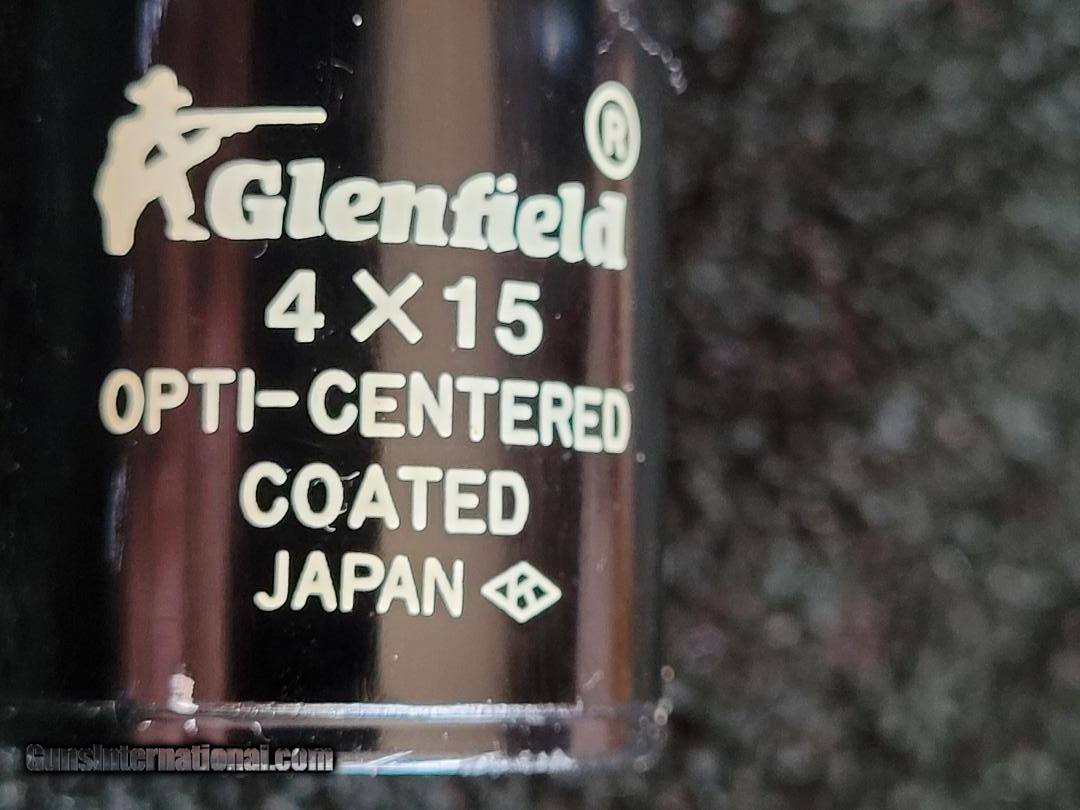 Glenfield ®
4 X 15
OPTI-CENTERED
COATED
JAPAN K
GunsInternational.com